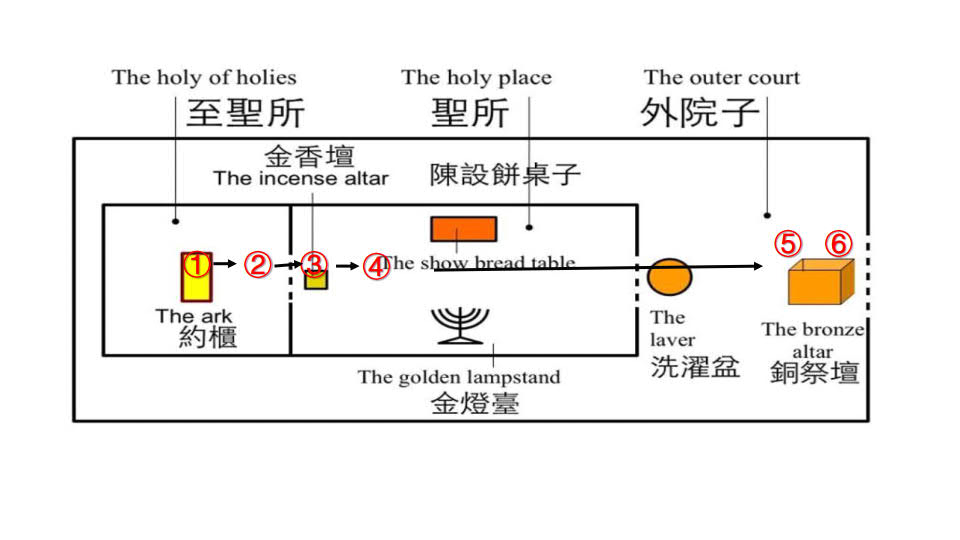 The holy of holies
至聖所
The holy place
聖所
The outer court
外院子
金香壇
The incense altar
陳設餅桌子
① ② ③ ④
The show bread table
⑤ ⑥
The ark
約櫃
The
laver
洗濯盆
The bronze
altar
銅祭壇
The golden lampstand
金燈臺